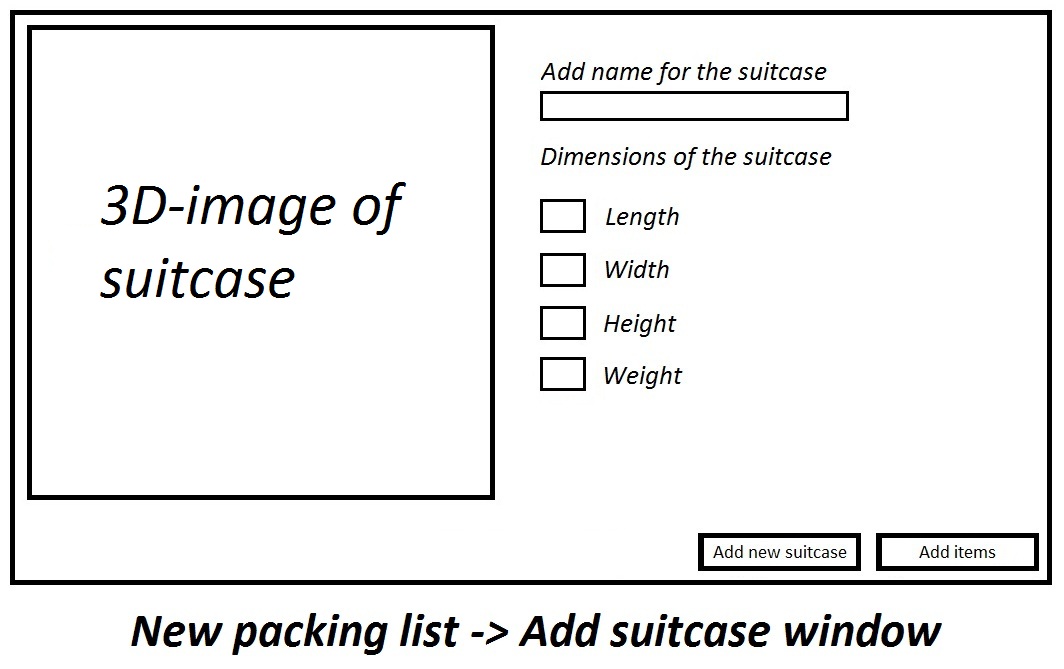 3D-image of
suitcase
Add name for the suitcase
Dimensions of the suitcase
Length
Width
Height
Weight
Add new suitcase
Add items
New packing list -> Add suitcase window